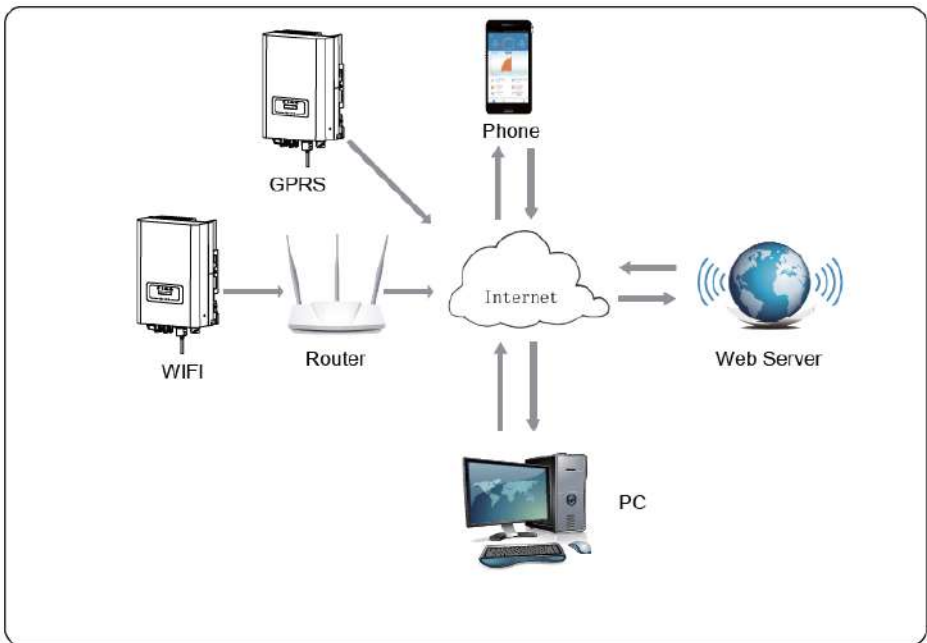 Phone
GPRS
Internet
WIFI
Router
Web Server
PC